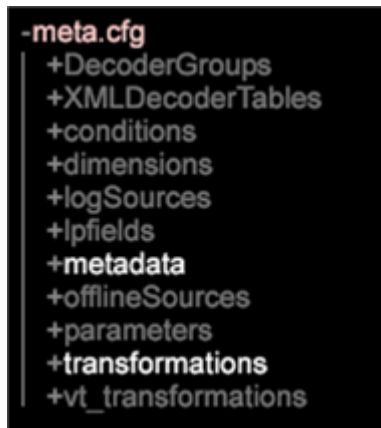 -meta.cfg
+DecoderGroups
+XMLDecoderTables
+conditions
+dimensions
+logSources
+lpfields
+metadata
+offlineSources
+parameters
+transformations
+vt_transformations